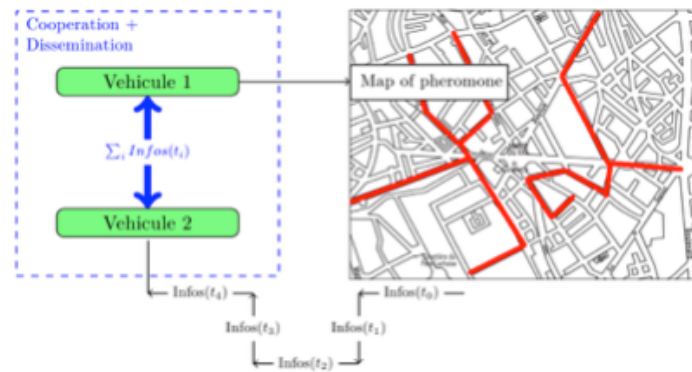 Cooperation +
Dissemination
Vehicule 1
Map of pheromone
∑ᵢ Infos(tᵢ)
Vehicule 2
Infos(t₄)
Infos(t₀)
Infos(t₃)
Infos(t₁)
Infos(t₂)